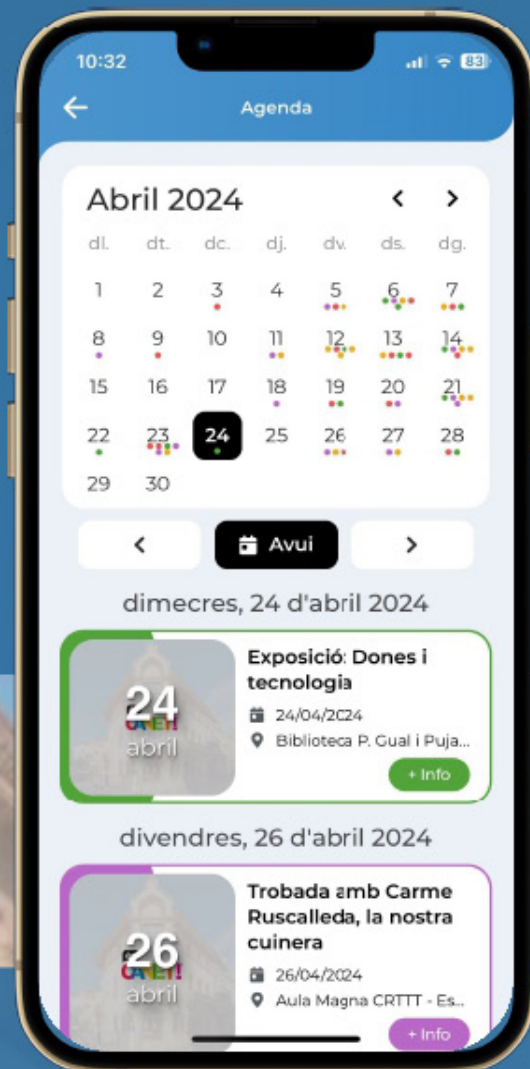 10:32
83
Agenda
Abril 2024
dl. dt. dc. dj. dv. ds. dg.
1 2 3 4 5 6 7
8 9 10 11 12 13 14
15 16 17 18 19 20 21
22 23 24 25 26 27 28
29 30
Avui
dimecres, 24 d'abril 2024
24
CANET!
abril
Exposició: Dones i
tecnologia
24/04/2024
Biblioteca P. Gual i Puja...
+ Info
divendres, 26 d'abril 2024
26
CANET!
abril
Trobada amb Carme
Ruscalleda, la nostra
cuinera
26/04/2024
Aula Magna CRTTT - Es...
+ Info